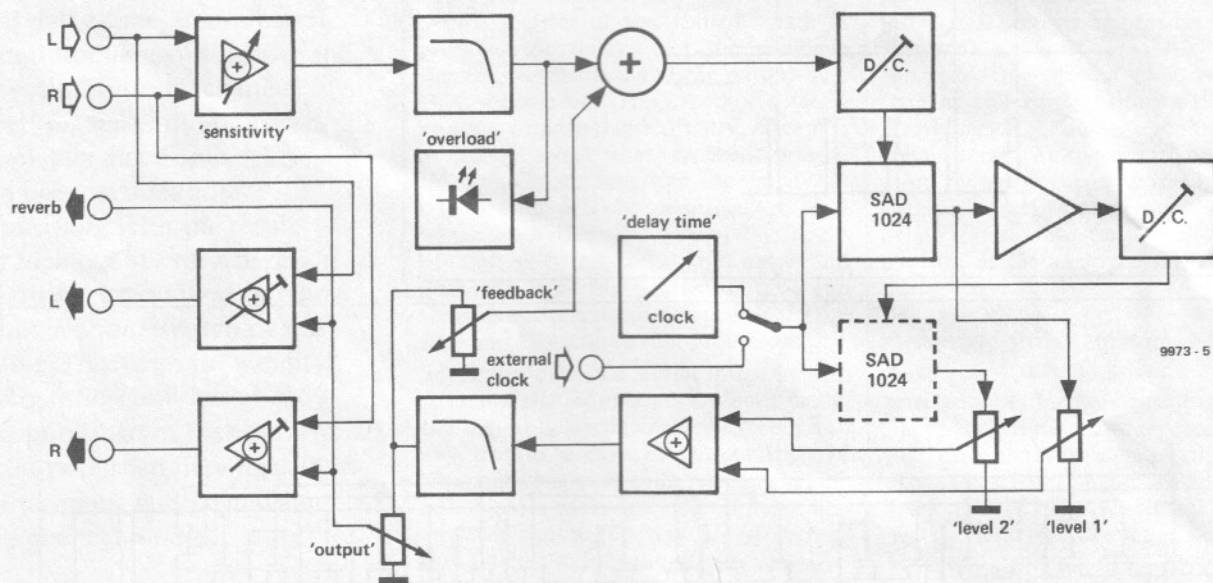 L
R
'sensitivity'
'overload'
+
D. C.
reverb
'delay time'
SAD
1024
D. C.
L
'feedback'
clock
external
clock
SAD
1024
9973 - 5
R
'output'
'level 2'
'level 1'